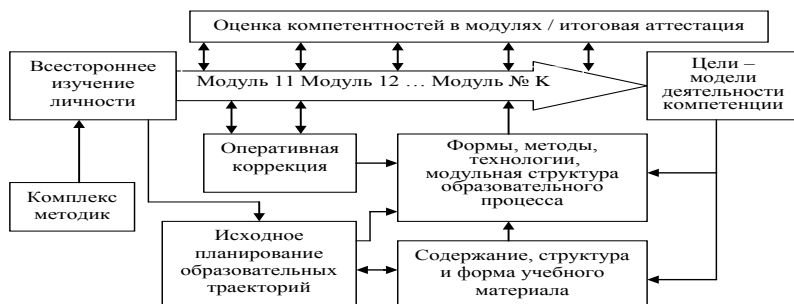 Оценка компетентностей в модулях / итоговая аттестация
Всестороннее
изучение
личности
Модуль 11 Модуль 12 … Модуль № К
Цели –
модели
деятельности
компетенции
Оперативная
коррекция
Формы, методы,
технологии,
модульная структура
образовательного
процесса
Комплекс
методик
Исходное
планирование
образовательных
траекторий
Содержание, структура
и форма учебного
материала